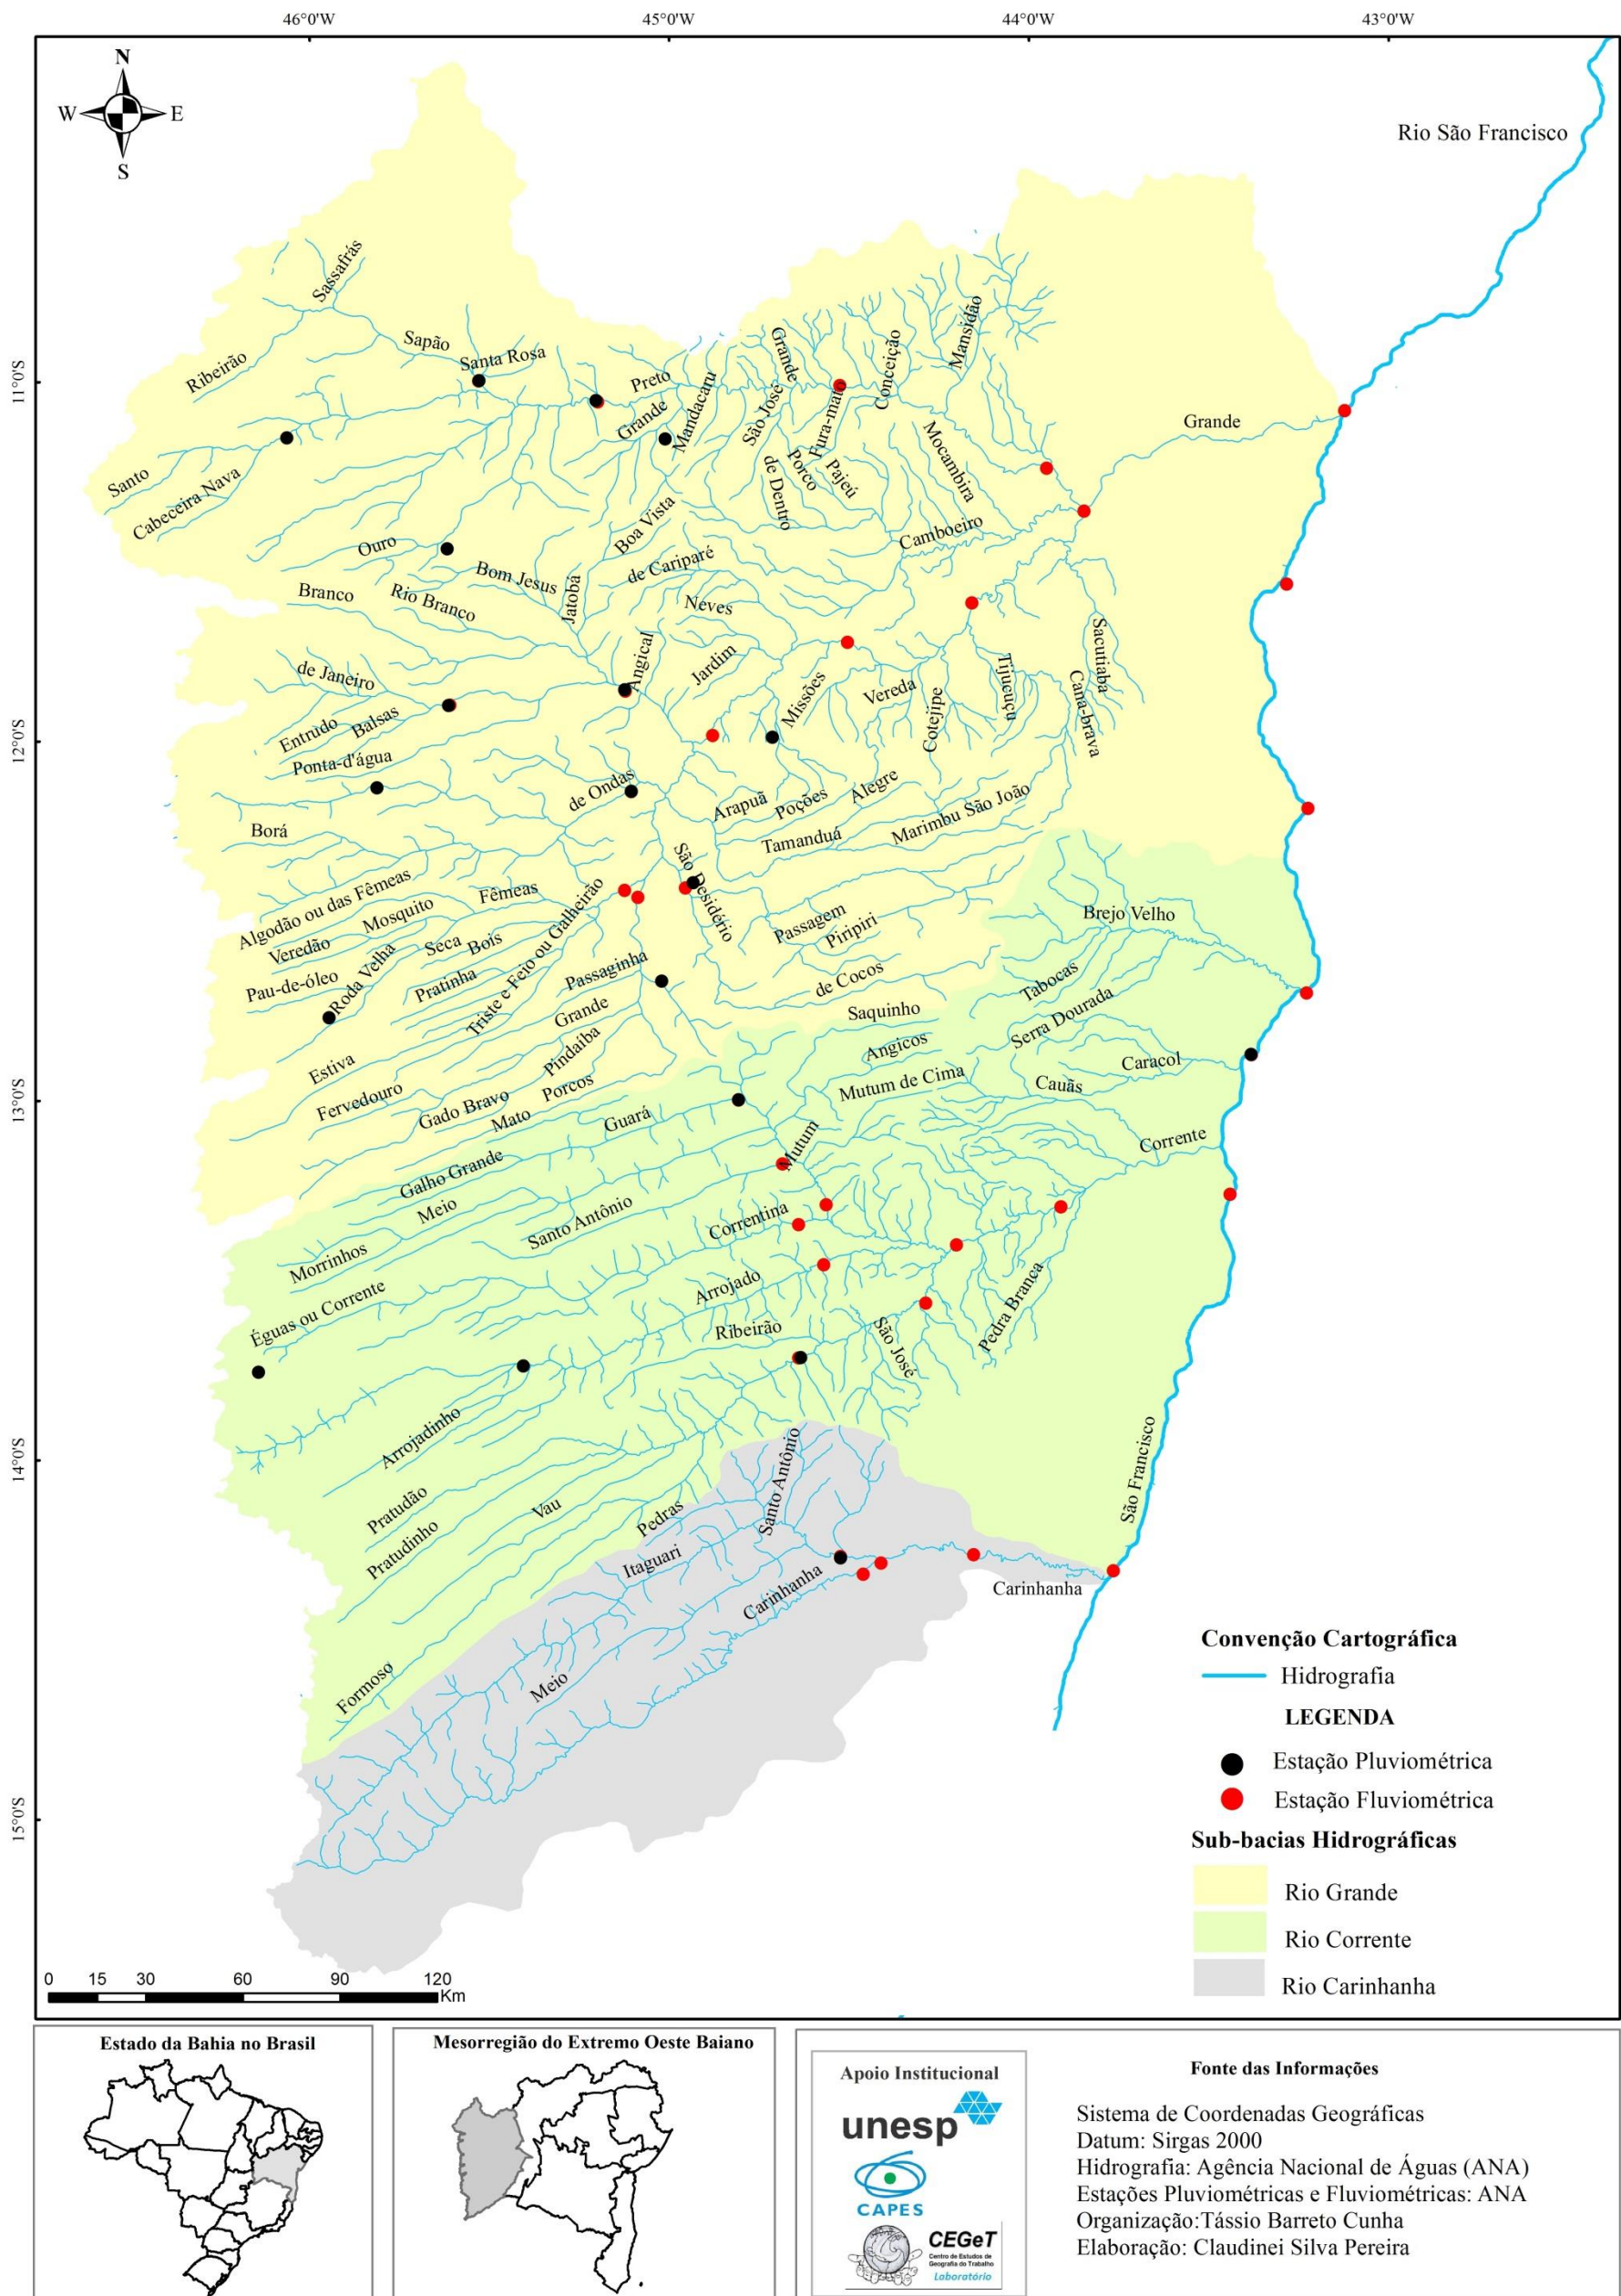 46°0'W
45°0'W
44°0'W
43°0'W
N
W
E
S
Rio São Francisco
11°0'S
12°0'S
13°0'S
14°0'S
15°0'S
Sassafrás
Ribeirão
Sapão
Santa Rosa
Preto
Grande
Mandacaru
Grande
São José
Fura-mato
Conceição
Mansidão
Grande
Santo
Cabeceira Nava
de Dentro
Porco
Pajeú
Mocambira
Ouro
Boa Vista
Camboeiro
Bom Jesus
de Cariparé
Branco
Rio Branco
Jatobá
Neves
Sacutiaba
de Janeiro
Angical
Jardim
Missões
Vereda
Cotejipe
Tijucuçu
Cana-brava
Entrudo
Balsas
Ponta-d'água
de Ondas
Arapuã
Poções
Alegre
Borá
Tamanduá
Marimbu São João
São Desidério
Algodão ou das Fêmeas
Mosquito
Fêmeas
Veredão
Seca
Bois
Triste e Feio ou Galheirão
Passagem
Piripiri
Brejo Velho
Pau-de-óleo
Roda Velha
Pratinha
Passaginha
de Cocos
Tabocas
Grande
Saquinho
Serra Dourada
Estiva
Pindaiba
Angicos
Caracol
Fervedouro
Gado Bravo
Mato
Porcos
Mutum de Cima
Cauãs
Guará
Corrente
Mutum
Galho Grande
Meio
Santo Antônio
Correntina
Morrinhos
Éguas ou Corrente
Arrojado
Pedra Branca
Ribeirão
São José
Arrojadinho
São Francisco
Santo Antônio
Pratudão
Vau
Pedras
Pratudinho
Itaguari
Carinhanha
Carinhanha
Formoso
Meio
Convenção Cartográfica
Hidrografia
LEGENDA
Estação Pluviométrica
Estação Fluviométrica
Sub-bacias Hidrográficas
Rio Grande
Rio Corrente
Rio Carinhanha
0 15 30 60 90 120
Km
Estado da Bahia no Brasil
Mesorregião do Extremo Oeste Baiano
Apoio Institucional
unesp
CAPES
CEGeT
Centro de Estudos de
Geografia do Trabalho
Laboratório
Fonte das Informações
Sistema de Coordenadas Geográficas
Datum: Sirgas 2000
Hidrografia: Agência Nacional de Águas (ANA)
Estações Pluviométricas e Fluviométricas: ANA
Organização:Tássio Barreto Cunha
Elaboração: Claudinei Silva Pereira